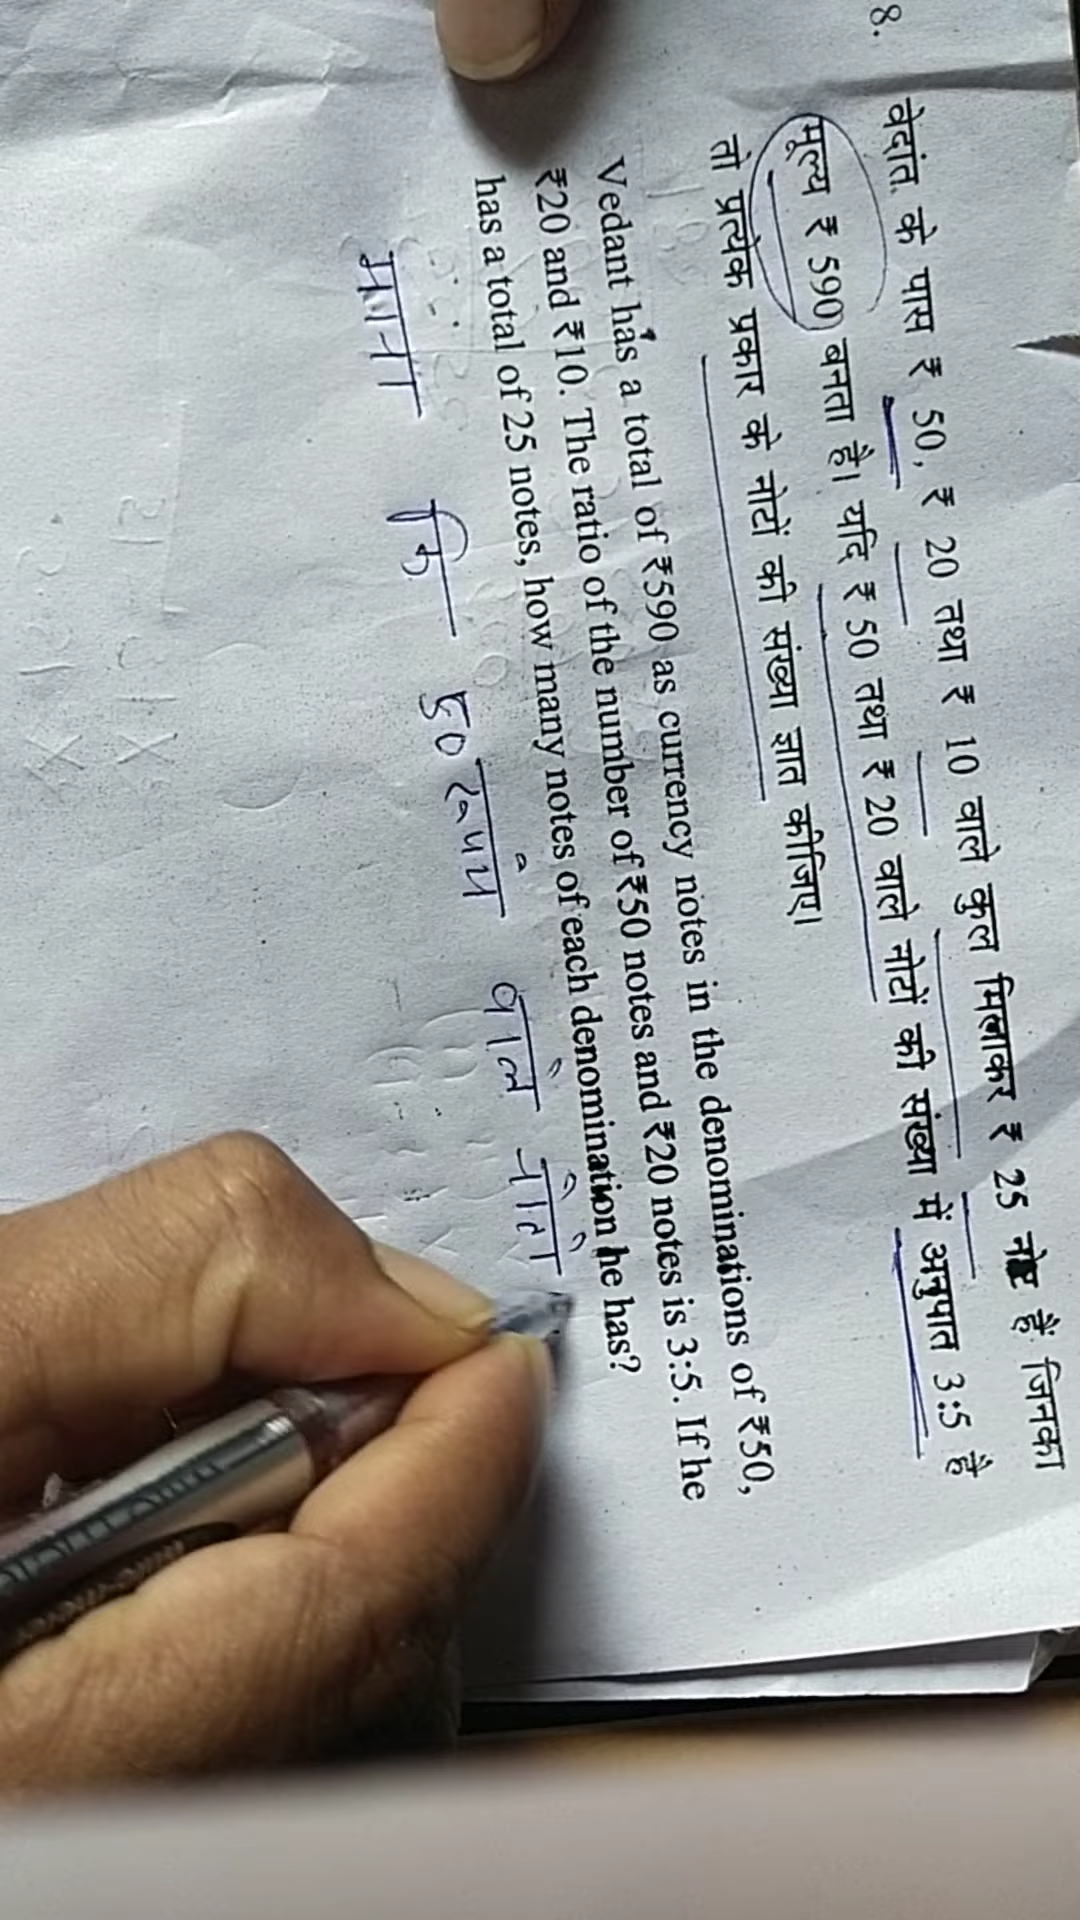 8. वेदांत के पास ₹ 50, ₹ 20 तथा ₹ 10 वाले कुल मिलाकर ₹ 25 नोट हैं जिनका
मूल्य ₹ 590 बनता है। यदि ₹ 50 तथा ₹ 20 वाले नोटों की संख्या में अनुपात 3:5 है
तो प्रत्येक प्रकार के नोटों की संख्या ज्ञात कीजिए।
Vedant has a total of ₹590 as currency notes in the denominations of ₹50,
₹20 and ₹10. The ratio of the number of ₹50 notes and ₹20 notes is 3:5. If he
has a total of 25 notes, how many notes of each denomination he has?
माना कि 50 रूपये वाले नोटो